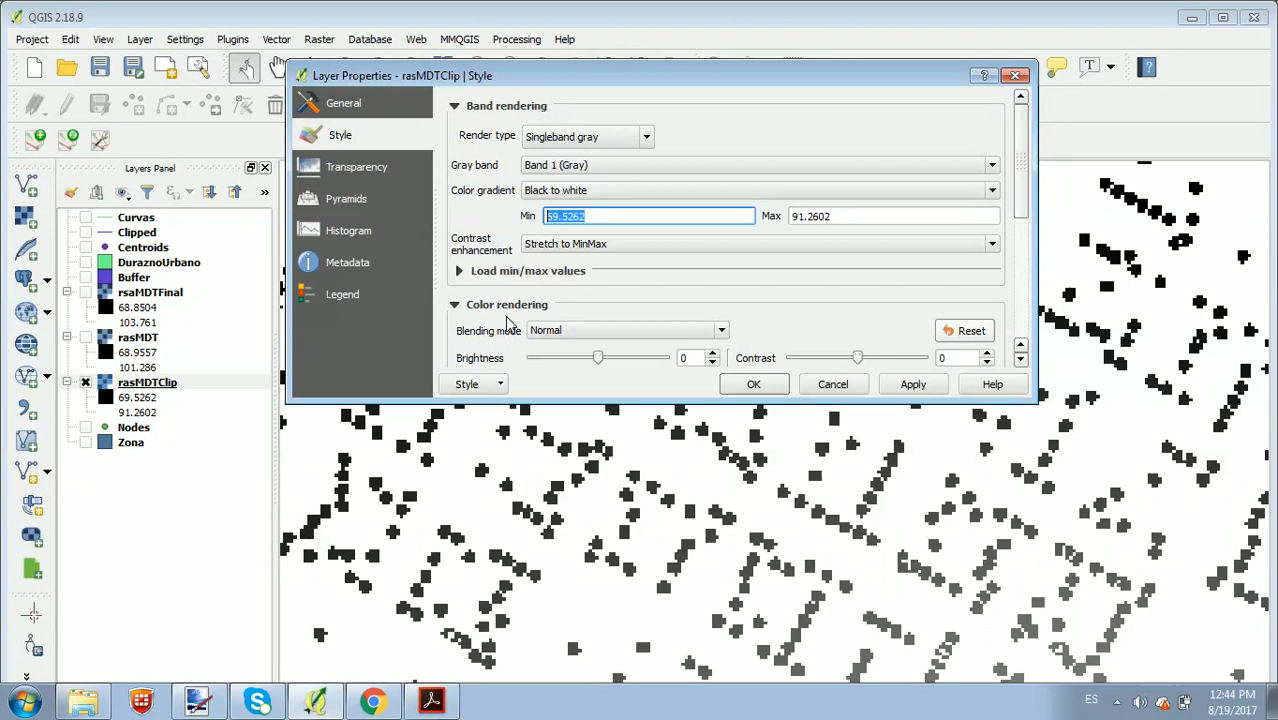 QGIS 2.18.9
Project Edit View Layer Settings Plugins Vector Raster Database Web MMQGIS Processing Help
Layer Properties - rasMDTClip | Style
General
Style
Transparency
Pyramids
Histogram
Metadata
Legend
Band rendering
Render type Singleband gray
Gray band Band 1 (Gray)
Color gradient Black to white
Min 69.5262 Max 91.2602
Contrast enhancement Stretch to MinMax
Load min/max values
Color rendering
Blending mode Normal Reset
Brightness 0 Contrast 0
Style OK Cancel Apply Help
Layers Panel
Curvas
Clipped
Centroids
DuraznoUrbano
Buffer
rsaMDTFinal
68.8504
103.761
rasMDT
68.9557
101.286
rasMDTClip
69.5262
91.2602
Nodes
Zona
ES
12:44 PM
8/19/2017